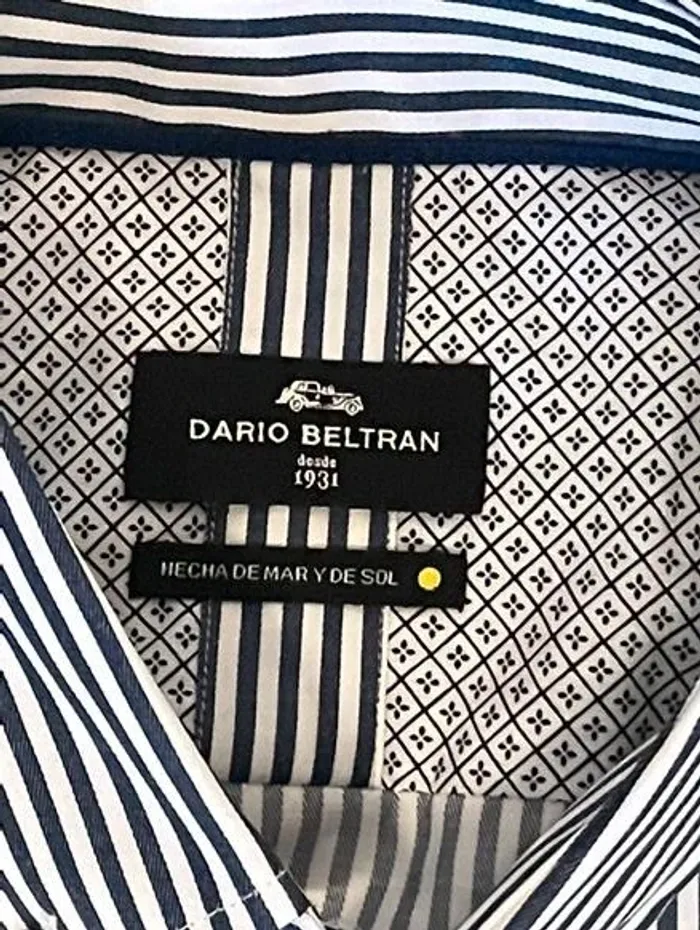 DARIO BELTRAN
desde
1931
HECHA DE MAR Y DE SOL